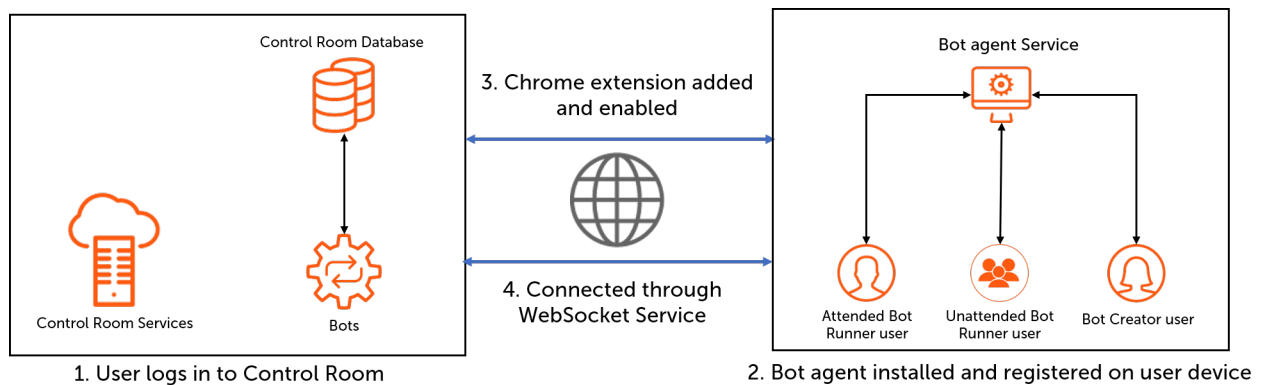 Control Room Database
Control Room Services
Bots
1. User logs in to Control Room
3. Chrome extension added
and enabled
4. Connected through
WebSocket Service
Bot agent Service
Attended Bot
Runner user
Unattended Bot
Runner user
Bot Creator user
2. Bot agent installed and registered on user device